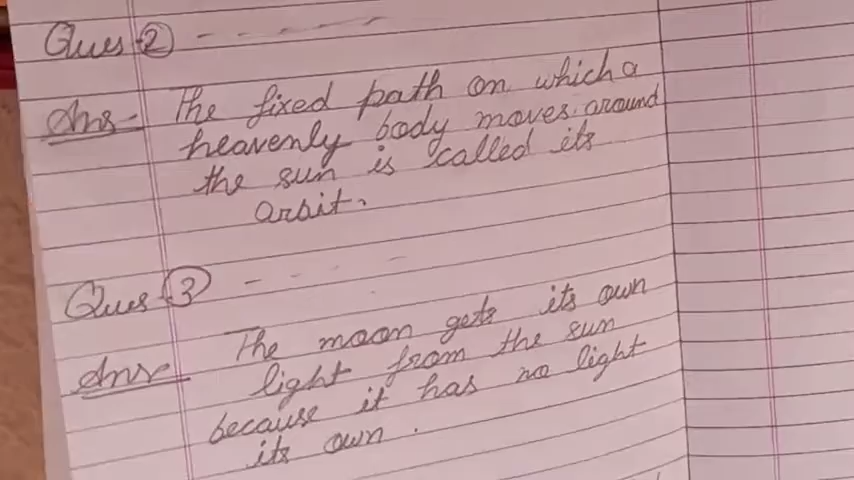 Ques-2 - - - - - -
Ans- The fixed path on which a
heavenly body moves around
the sun is called its
orbit.
Ques-3 - - - -
Ans- The moon gets its own
light from the sun
because it has no light
its own.